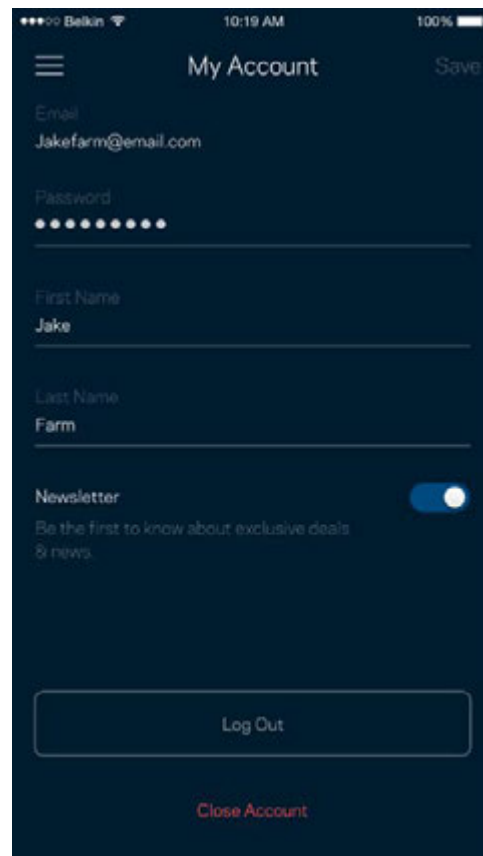 Belkin 10:19 AM 100%
My Account Save
Email
Jakefarm@email.com
Password
•••••••••
First Name
Jake
Last Name
Farm
Newsletter
Be the first to know about exclusive deals
& news.
Log Out
Close Account